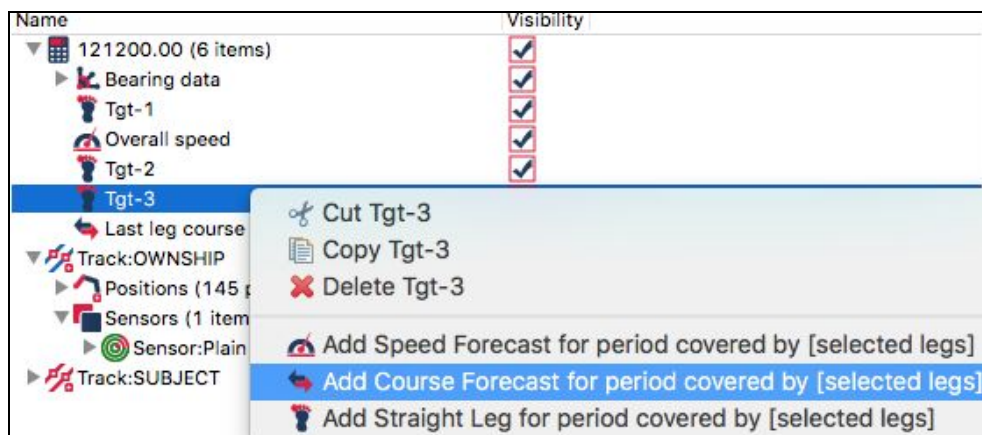 Name Visibility
121200.00 (6 items)
Bearing data
Tgt-1
Overall speed
Tgt-2
Tgt-3
Cut Tgt-3
Last leg course
Copy Tgt-3
Track:OWNSHIP
Positions (145
Delete Tgt-3
Sensors (1 item
Sensor:Plain
Add Speed Forecast for period covered by [selected legs]
Track:SUBJECT
Add Course Forecast for period covered by [selected legs]
Add Straight Leg for period covered by [selected legs]